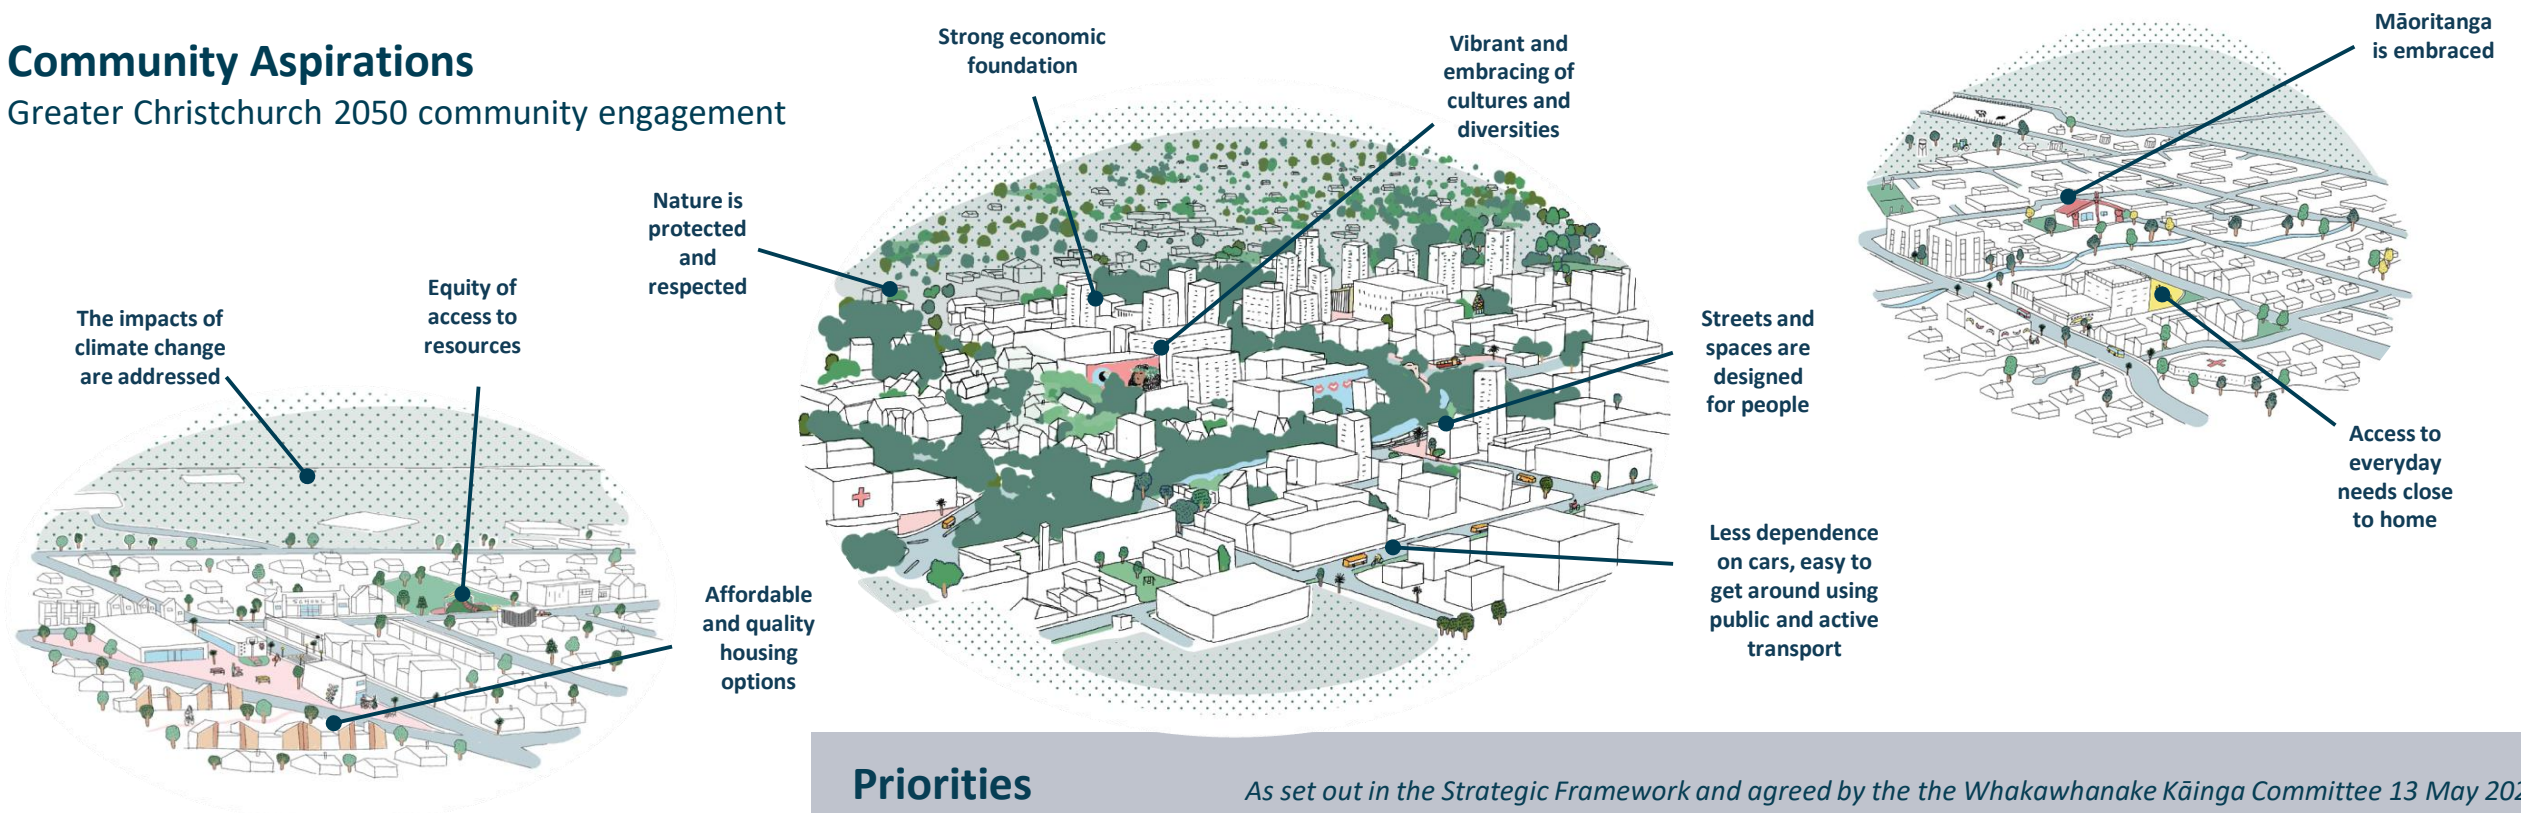 Community Aspirations
Greater Christchurch 2050 community engagement
The impacts of
climate change
are addressed
Equity of
access to
resources
Affordable
and quality
housing
options
Nature is
protected
and
respected
Strong economic
foundation
Vibrant and
embracing of
cultures and
diversities
Streets and
spaces are
designed
for people
Less dependence
on cars, easy to
get around using
public and active
transport
Māoritanga
is embraced
Access to
everyday
needs close
to home
SCHOOL
Priorities
As set out in the Strategic Framework and agreed by the the Whakawhanake Kāinga Committee 13 May